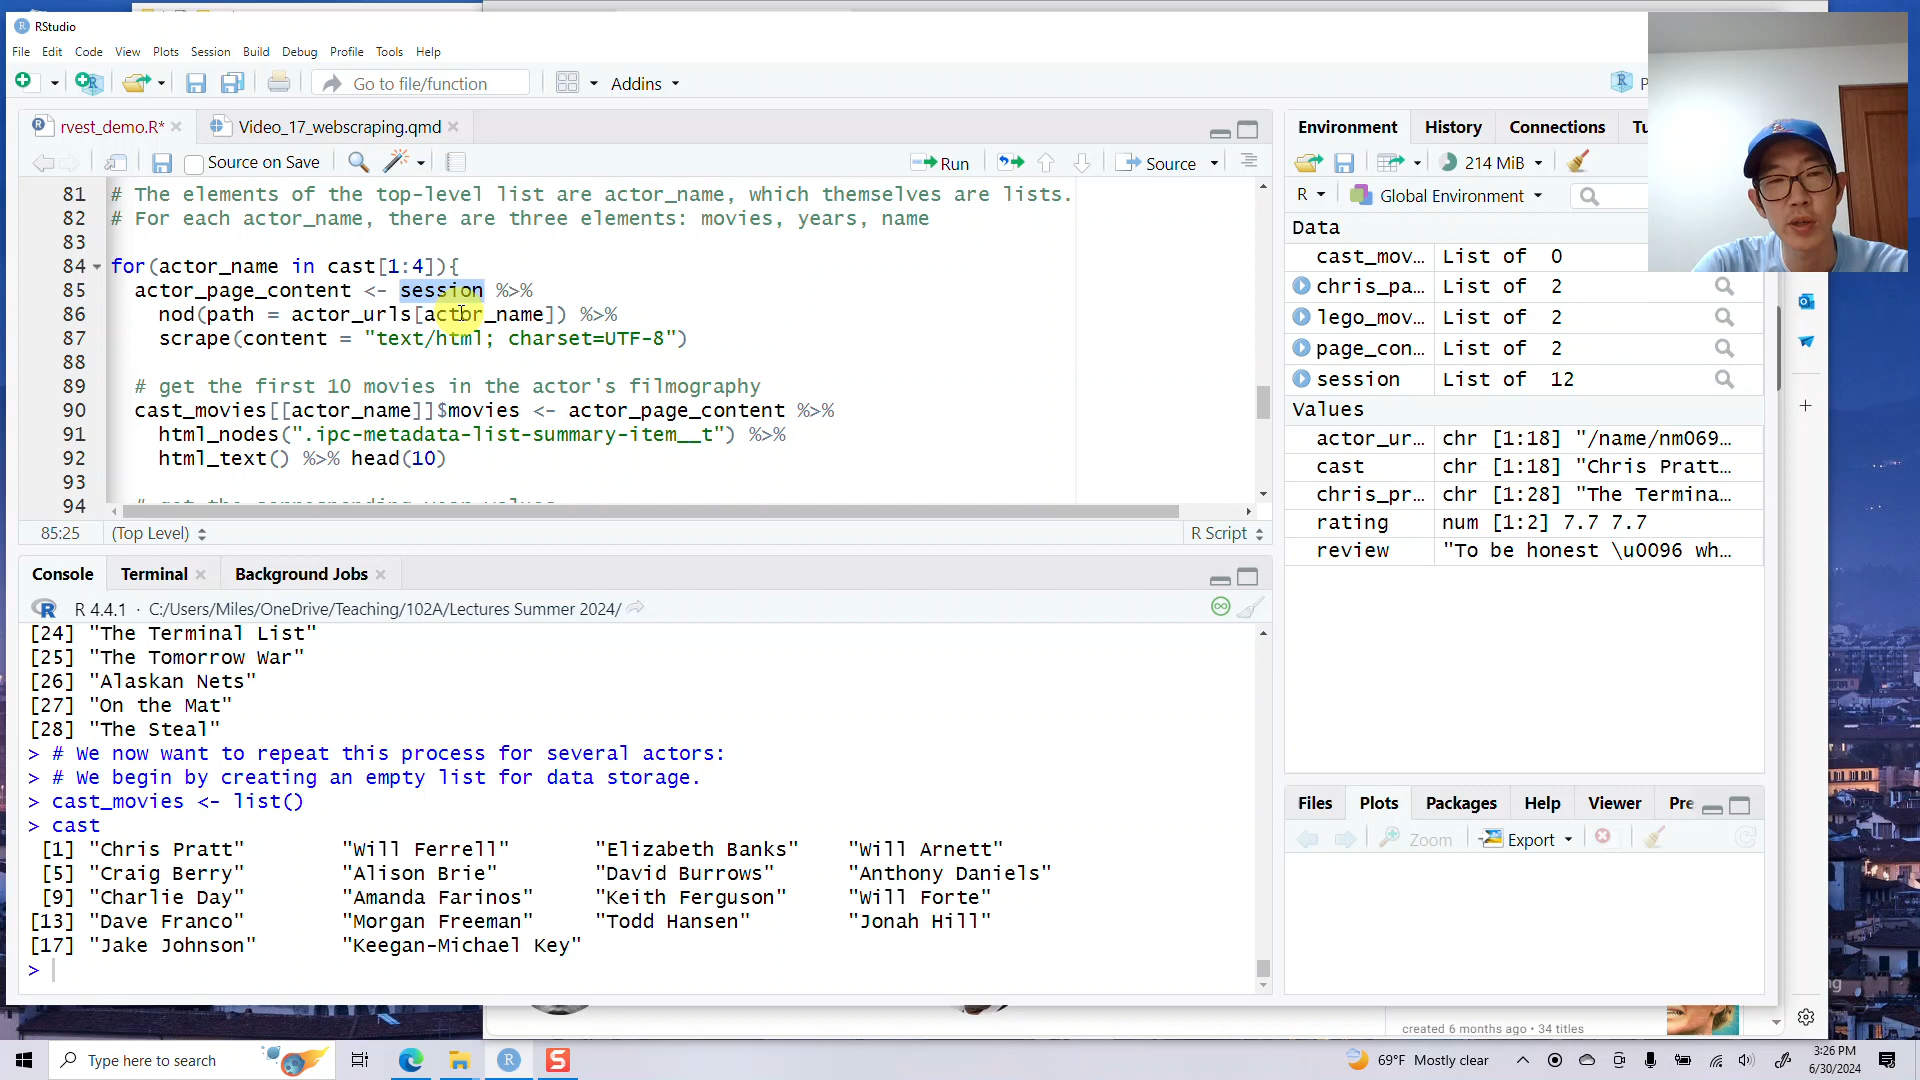 RStudio
File Edit Code View Plots Session Build Debug Profile Tools Help
Go to file/function Addins
rvest_demo.R* Video_17_webscraping.qmd
Source on Save Run Source
81 # The elements of the top-level list are actor_name, which themselves are lists.
82 # For each actor_name, there are three elements: movies, years, name
83
84 for(actor_name in cast[1:4]){
85 actor_page_content <- session %>%
86 nod(path = actor_urls[actor_name]) %>%
87 scrape(content = "text/html; charset=UTF-8")
88
89 # get the first 10 movies in the actor's filmography
90 cast_movies[[actor_name]]$movies <- actor_page_content %>%
91 html_nodes(".ipc-metadata-list-summary-item__t") %>%
92 html_text() %>% head(10)
93
94
85:25 (Top Level) R Script
Console Terminal Background Jobs
R 4.4.1 · C:/Users/Miles/OneDrive/Teaching/102A/Lectures Summer 2024/
[24] "The Terminal List"
[25] "The Tomorrow War"
[26] "Alaskan Nets"
[27] "On the Mat"
[28] "The Steal"
> # We now want to repeat this process for several actors:
> # We begin by creating an empty list for data storage.
> cast_movies <- list()
> cast
[1] "Chris Pratt" "Will Ferrell" "Elizabeth Banks" "Will Arnett"
[5] "Craig Berry" "Alison Brie" "David Burrows" "Anthony Daniels"
[9] "Charlie Day" "Amanda Farinos" "Keith Ferguson" "Will Forte"
[13] "Dave Franco" "Morgan Freeman" "Todd Hansen" "Jonah Hill"
[17] "Jake Johnson" "Keegan-Michael Key"
>
Environment History Connections Tu
214 MiB
R Global Environment
Data
cast_mov… List of 0
chris_pa… List of 2
lego_mov… List of 2
page_con… List of 2
session List of 12
Values
actor_ur… chr [1:18] "/name/nm069…
cast chr [1:18] "Chris Pratt…
chris_pr… chr [1:28] "The Termina…
rating num [1:2] 7.7 7.7
review "To be honest \u0096 wh…
Files Plots Packages Help Viewer Pre
Zoom Export
created 6 months ago • 34 titles
Type here to search
69°F Mostly clear
3:26 PM
6/30/2024